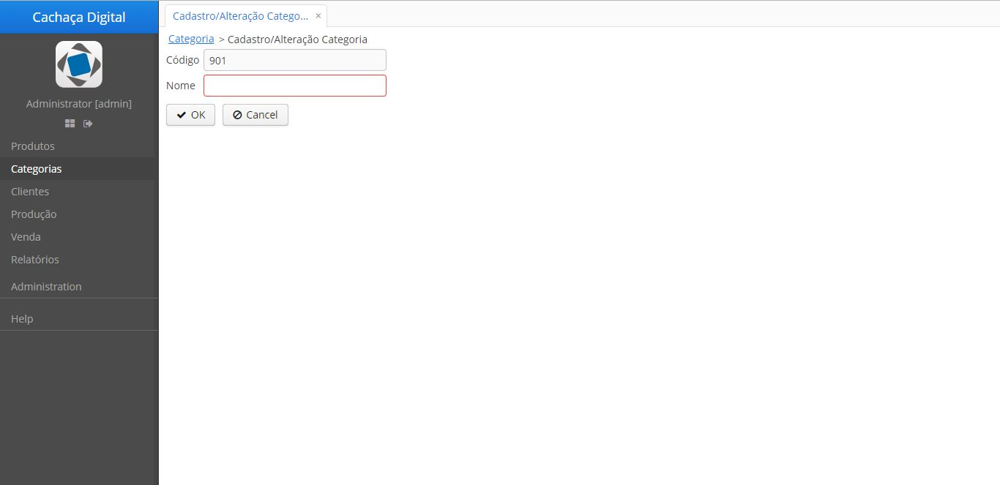 Cachaça Digital
Administrator [admin]
Produtos
Categorias
Clientes
Produção
Venda
Relatórios
Administration
Help
Cadastro/Alteração Catego... ×
Categoria > Cadastro/Alteração Categoria
Código 901
Nome
OK Cancel